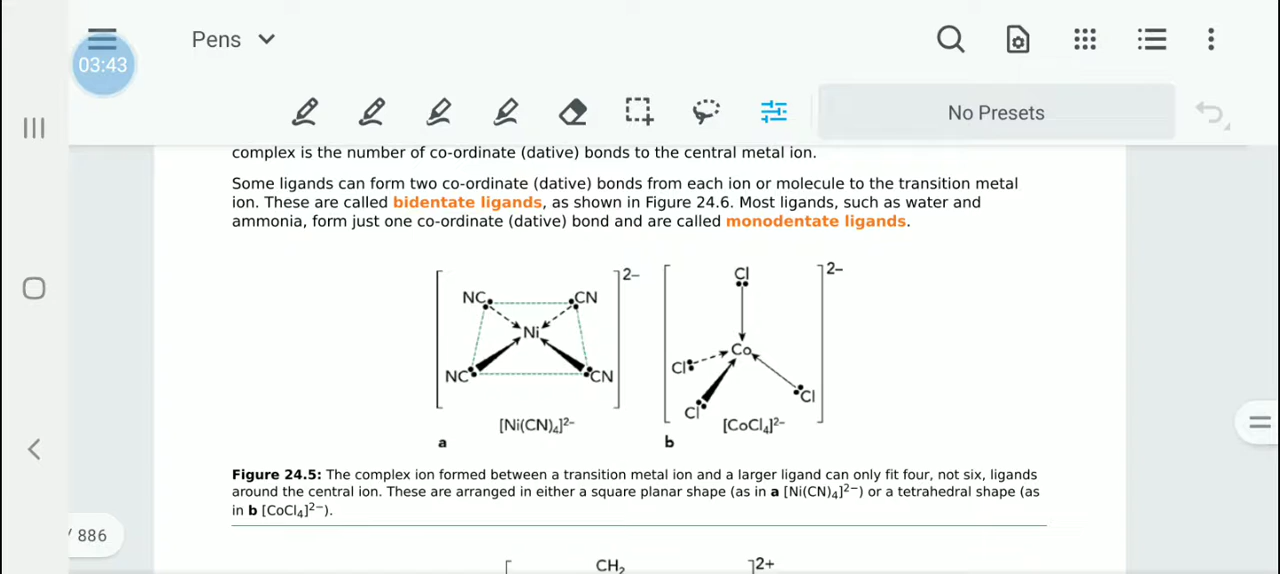 Pens
03:43
No Presets
complex is the number of co-ordinate (dative) bonds to the central metal ion.
Some ligands can form two co-ordinate (dative) bonds from each ion or molecule to the transition metal
ion. These are called bidentate ligands, as shown in Figure 24.6. Most ligands, such as water and
ammonia, form just one co-ordinate (dative) bond and are called monodentate ligands.
2–
NC CN
Ni
NC CN
[Ni(CN)₄]²⁻
a
2–
Cl
Co
Cl
Cl
Cl
[CoCl₄]²⁻
b
Figure 24.5: The complex ion formed between a transition metal ion and a larger ligand can only fit four, not six, ligands
around the central ion. These are arranged in either a square planar shape (as in a [Ni(CN)₄]²⁻) or a tetrahedral shape (as
in b [CoCl₄]²⁻).
/ 886
CH₂ 2+